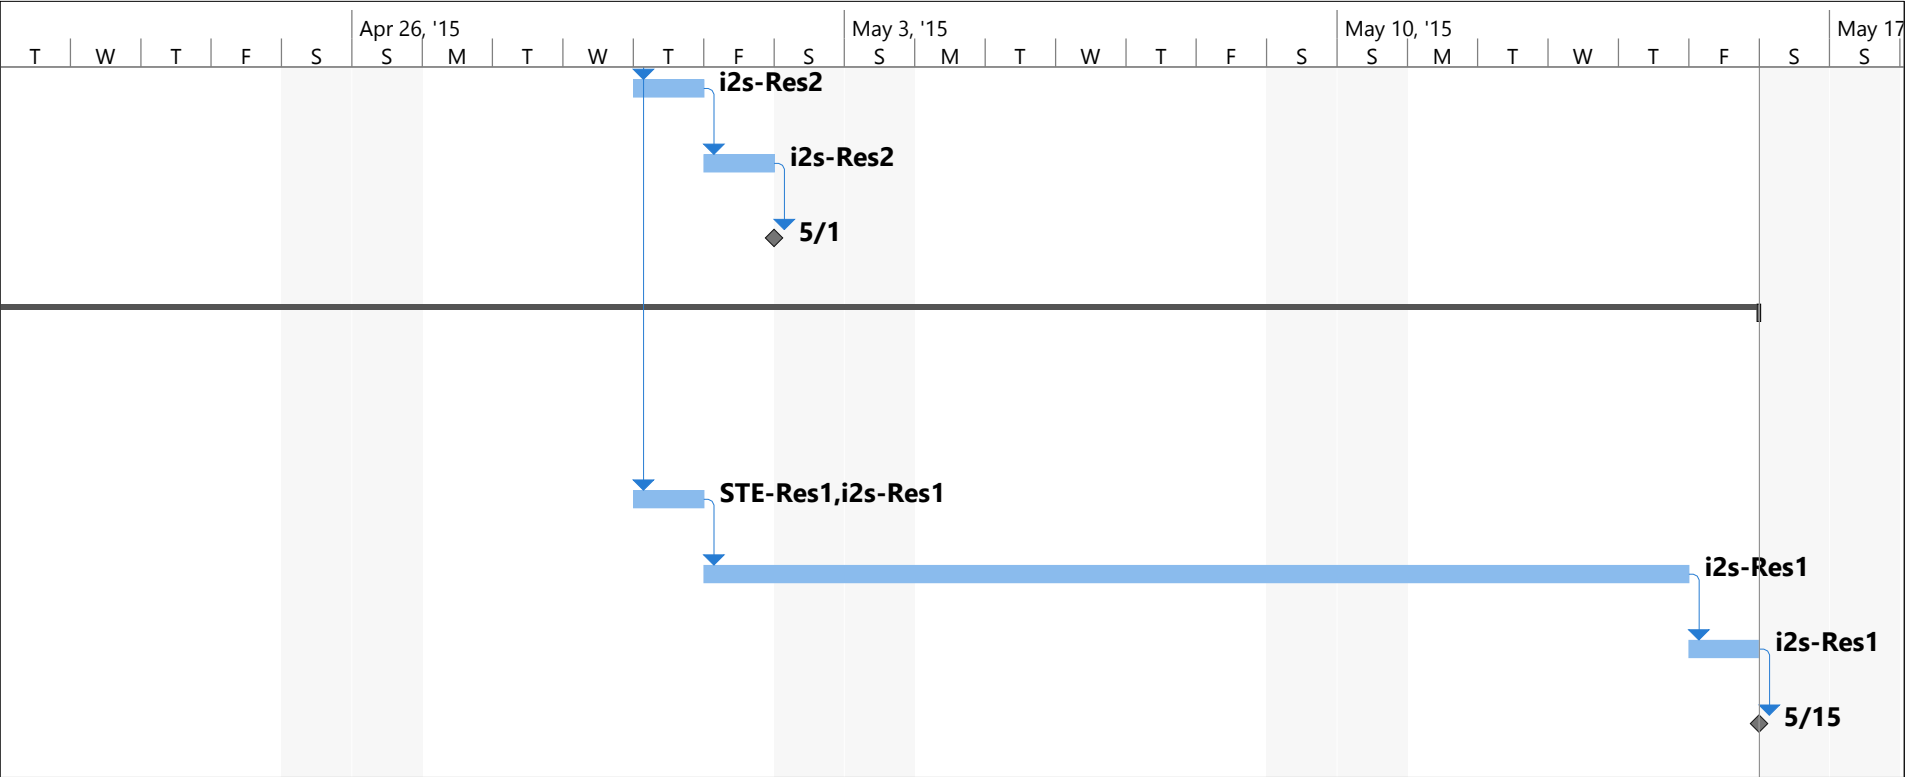 Apr 26, '15 May 3, '15 May 10, '15 May 17
T W T F S S M T W T F S S M T W T F S S M T W T F S S
i2s-Res2
i2s-Res2
5/1
STE-Res1,i2s-Res1
i2s-Res1
i2s-Res1
5/15